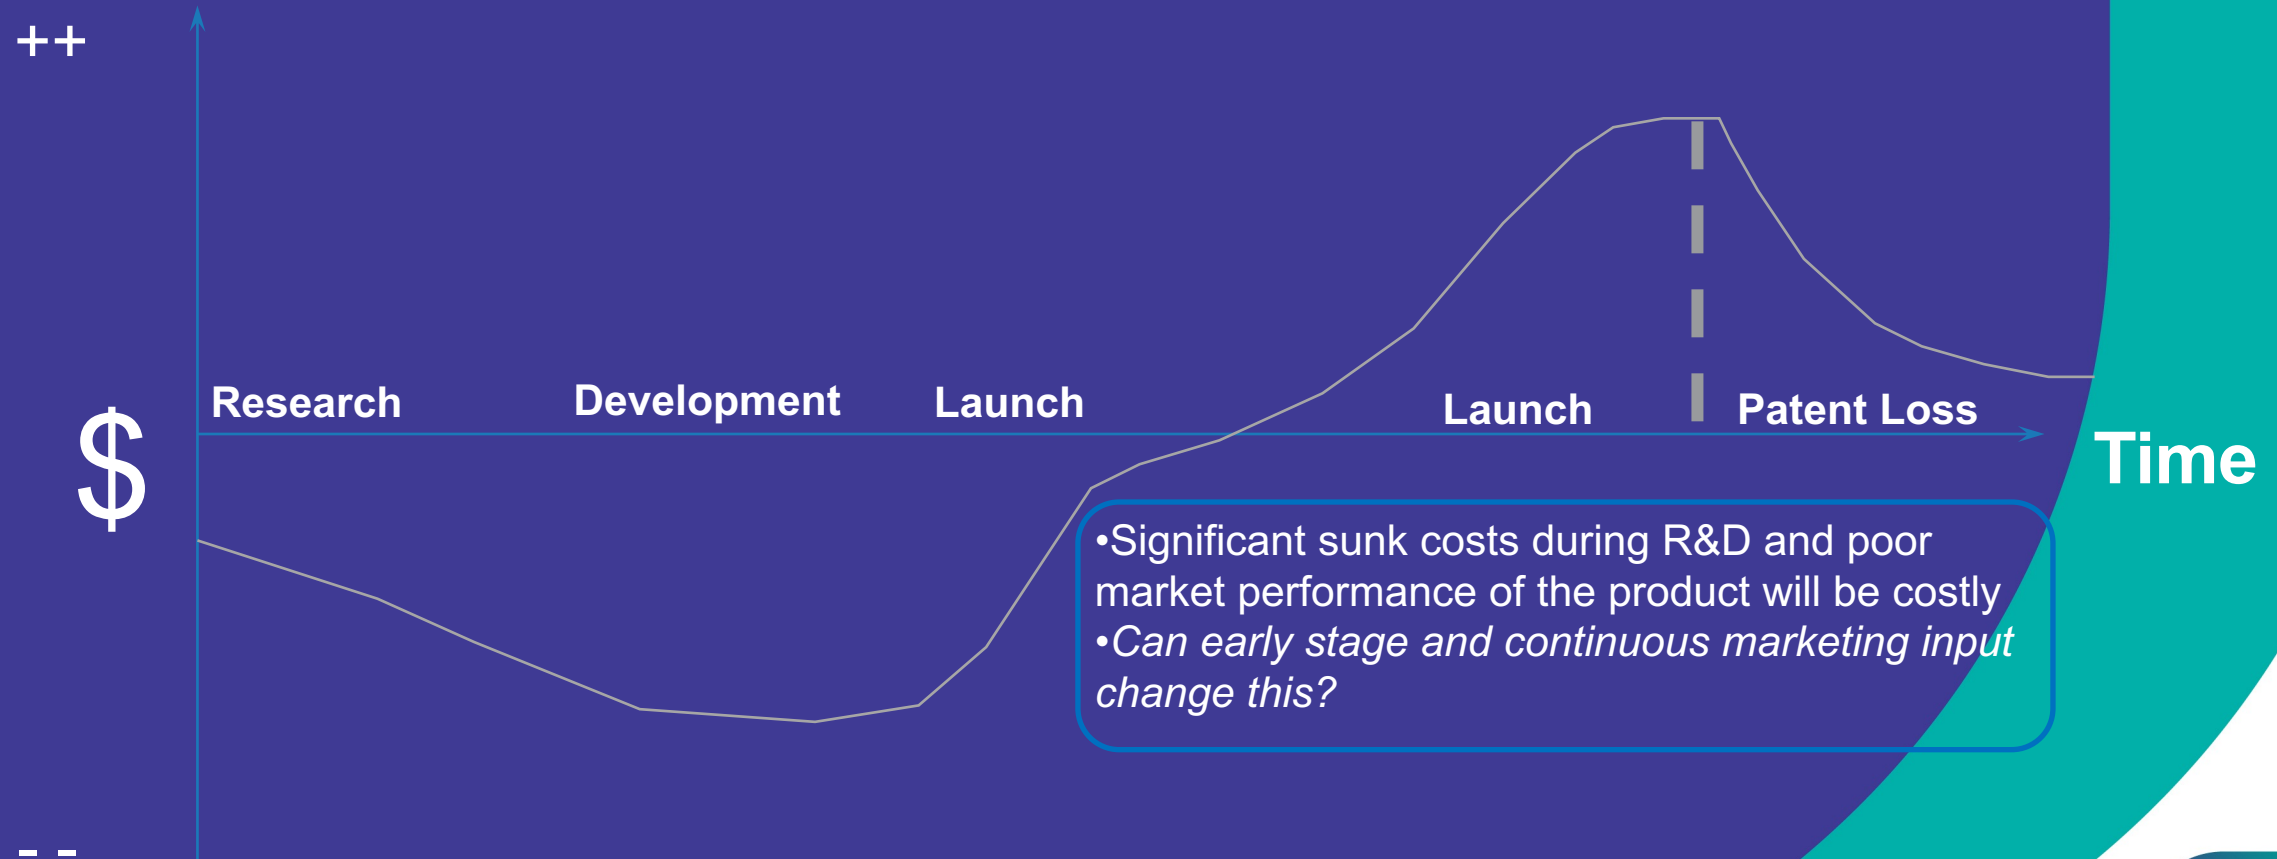 ++
Research
Development
Launch
Launch
Patent Loss
$
Time
•Significant sunk costs during R&D and poor
market performance of the product will be costly
•Can early stage and continuous marketing input
change this?
--